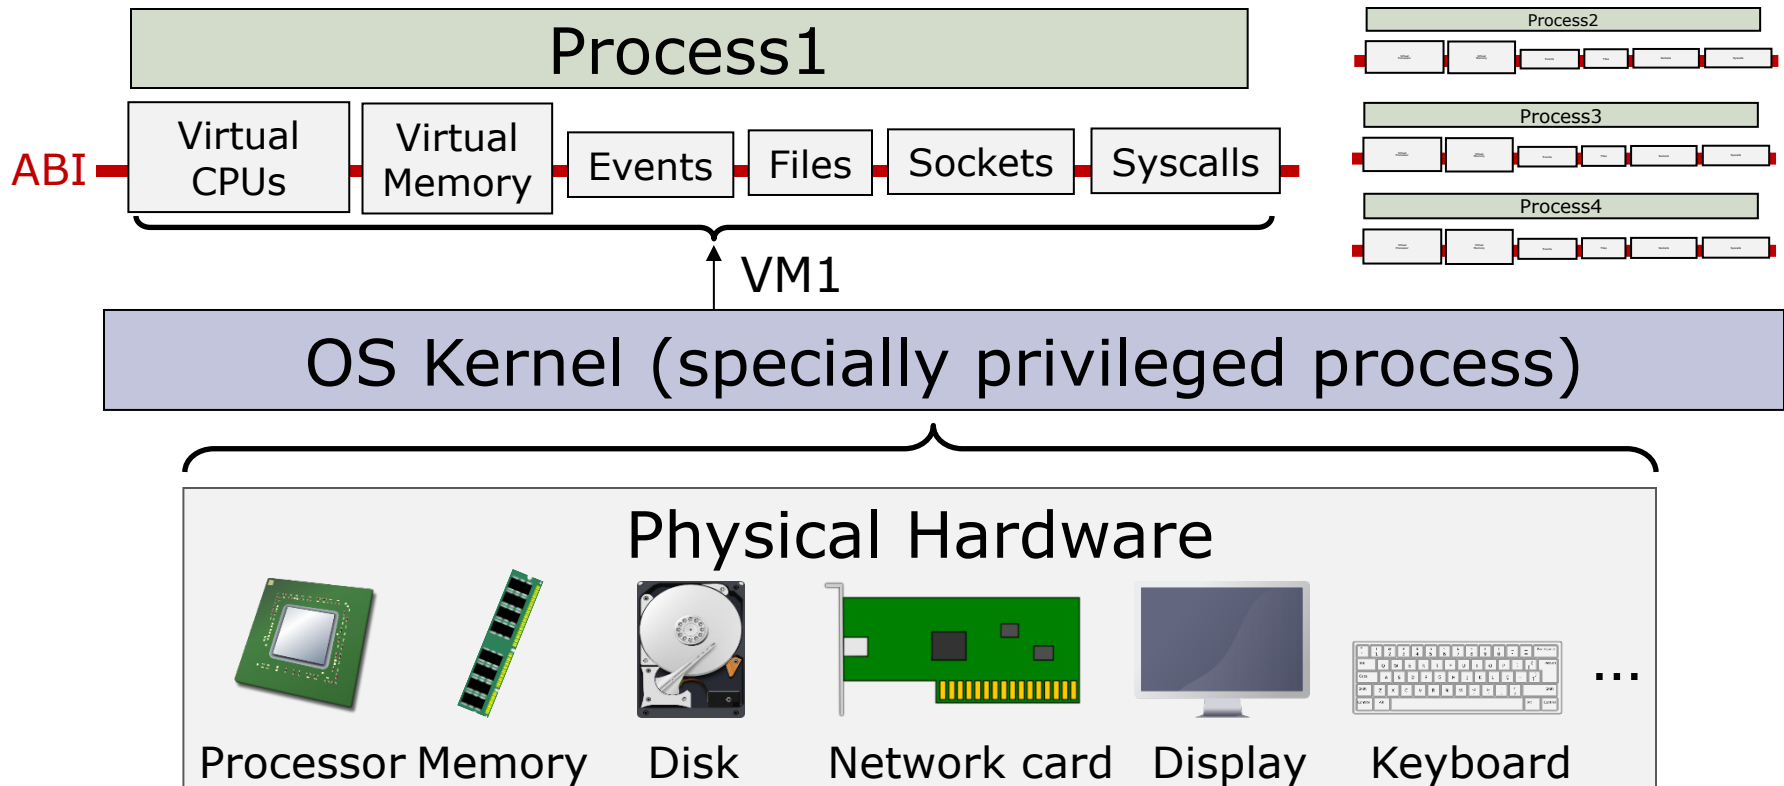 Process1
Virtual
CPUs
Virtual
Memory
Events
Files
Sockets
Syscalls
ABI
VM1
Process2
Process3
Process4
OS Kernel (specially privileged process)
Physical Hardware
Processor
Memory
Disk
Network card
Display
Keyboard
...